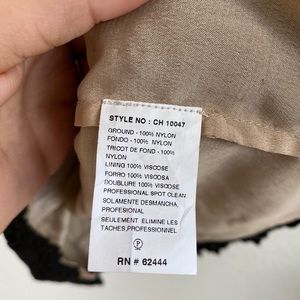 STYLE NO : CH 10047
GROUND - 100% NYLON
FONDO - 100% NYLON
TRICOT DE FOND - 100%
NYLON
LINING 100% VISCOSE
FORRO 100% VISCOSA
DOUBLURE 100% VISCOSE
PROFESSIONAL SPOT CLEAN
SOLAMENTE DESMANCHA,
PROFESIONAL
SEULEMENT ELIMINE LES
TACHES,PROFESSIONNEL
P
RN # 62444